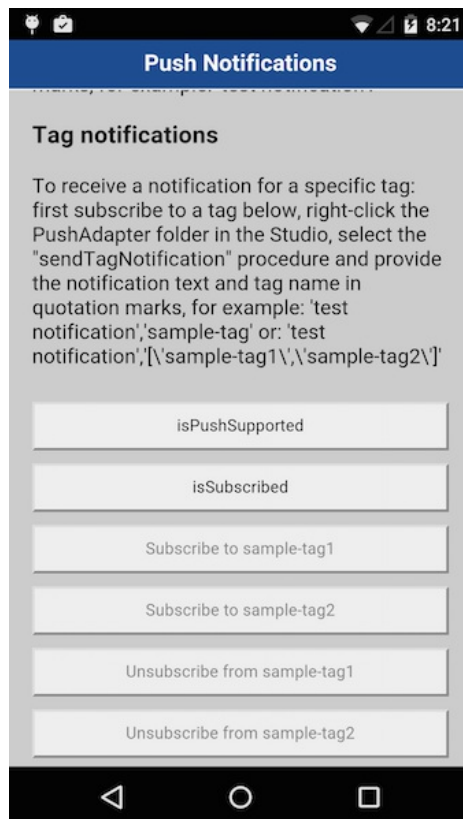 8:21
Push Notifications
Tag notifications
To receive a notification for a specific tag:
first subscribe to a tag below, right-click the
PushAdapter folder in the Studio, select the
"sendTagNotification" procedure and provide
the notification text and tag name in
quotation marks, for example: 'test
notification','sample-tag' or: 'test
notification','[\'sample-tag1\',\'sample-tag2\']'
isPushSupported
isSubscribed
Subscribe to sample-tag1
Subscribe to sample-tag2
Unsubscribe from sample-tag1
Unsubscribe from sample-tag2